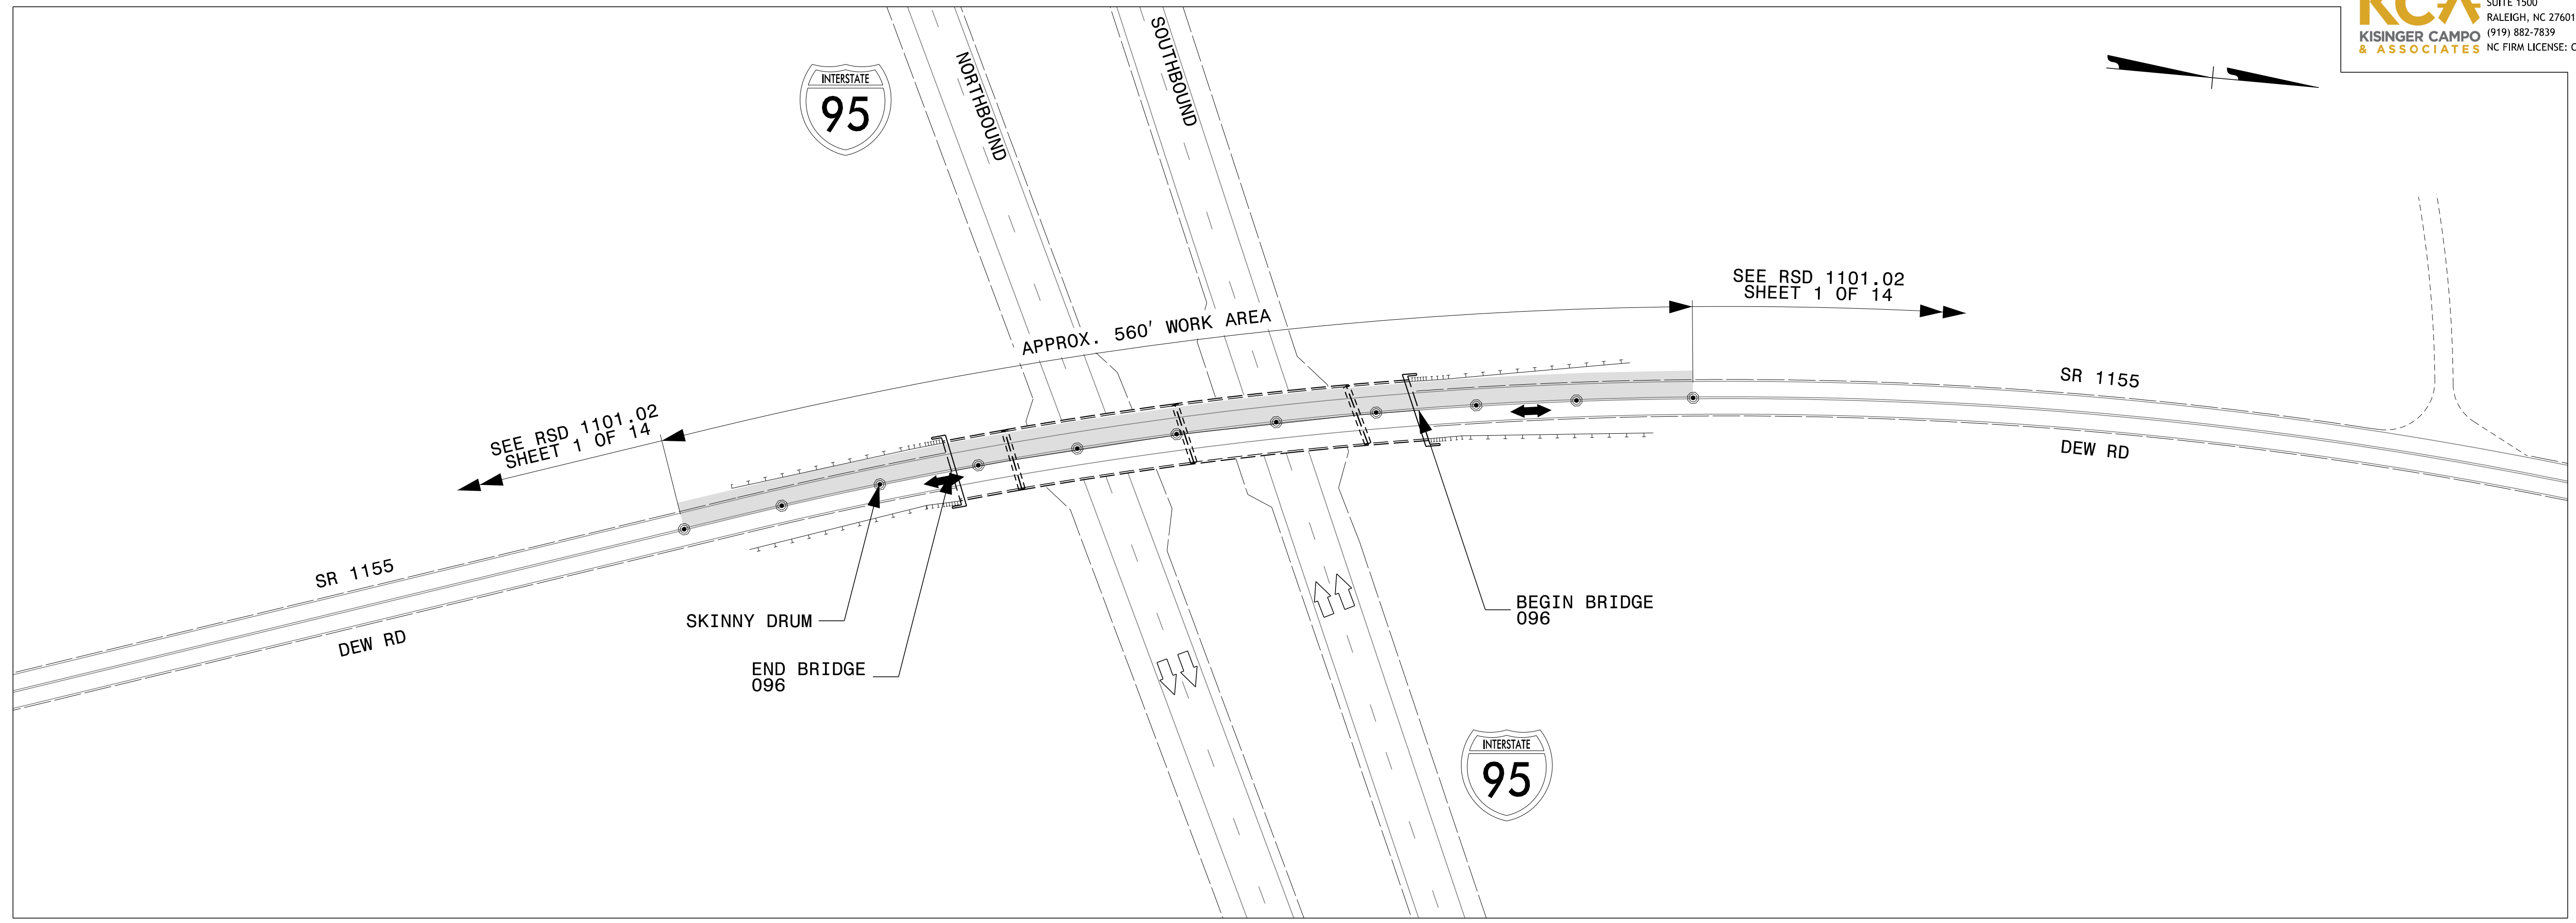 SUITE 1500
RALEIGH, NC 27601
KCA
KISINGER CAMPO
(919) 882-7839
& ASSOCIATES
NC FIRM LICENSE:
INTERSTATE
95
NORTHBOUND
SOUTHBOUND
SEE RSD 1101.02
SHEET 1 OF 14
APPROX. 560' WORK AREA
SEE RSD 1101.02
SHEET 1 OF 14
SR 1155
DEW RD
SR 1155
DEW RD
SKINNY DRUM
END BRIDGE
096
BEGIN BRIDGE
096
INTERSTATE
95